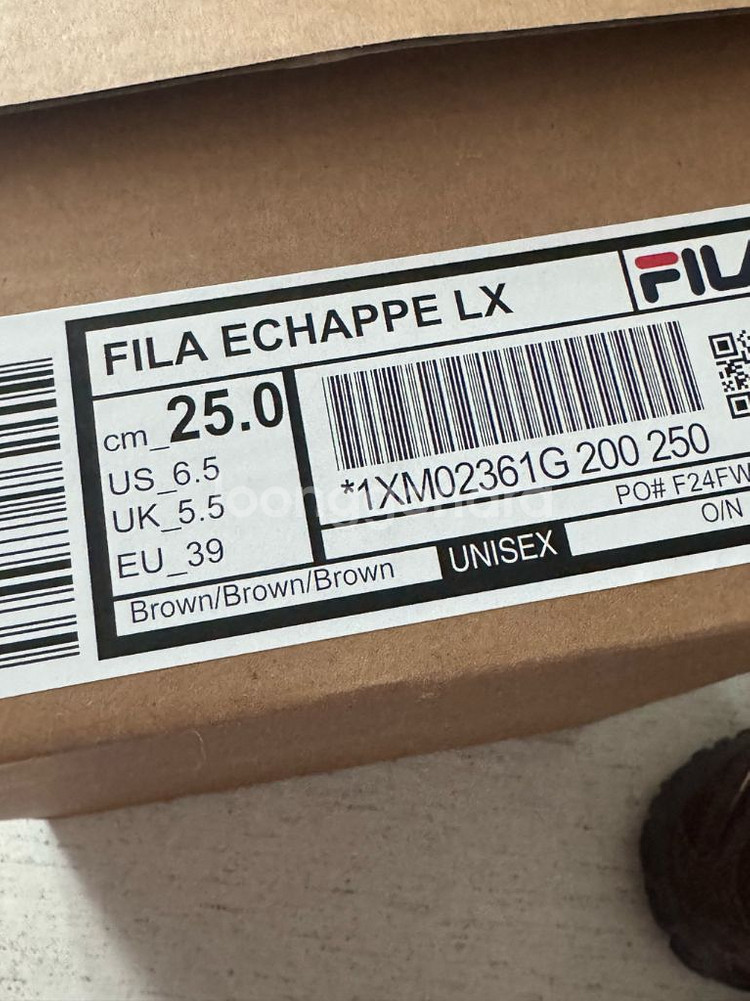 FILA ECHAPPE LX
FILA
cm_25.0
US_6.5
UK_5.5
EU_39
*1XM02361G 200 250
PO# F24FW
O/N
Brown/Brown/Brown
UNISEX
joonggonara